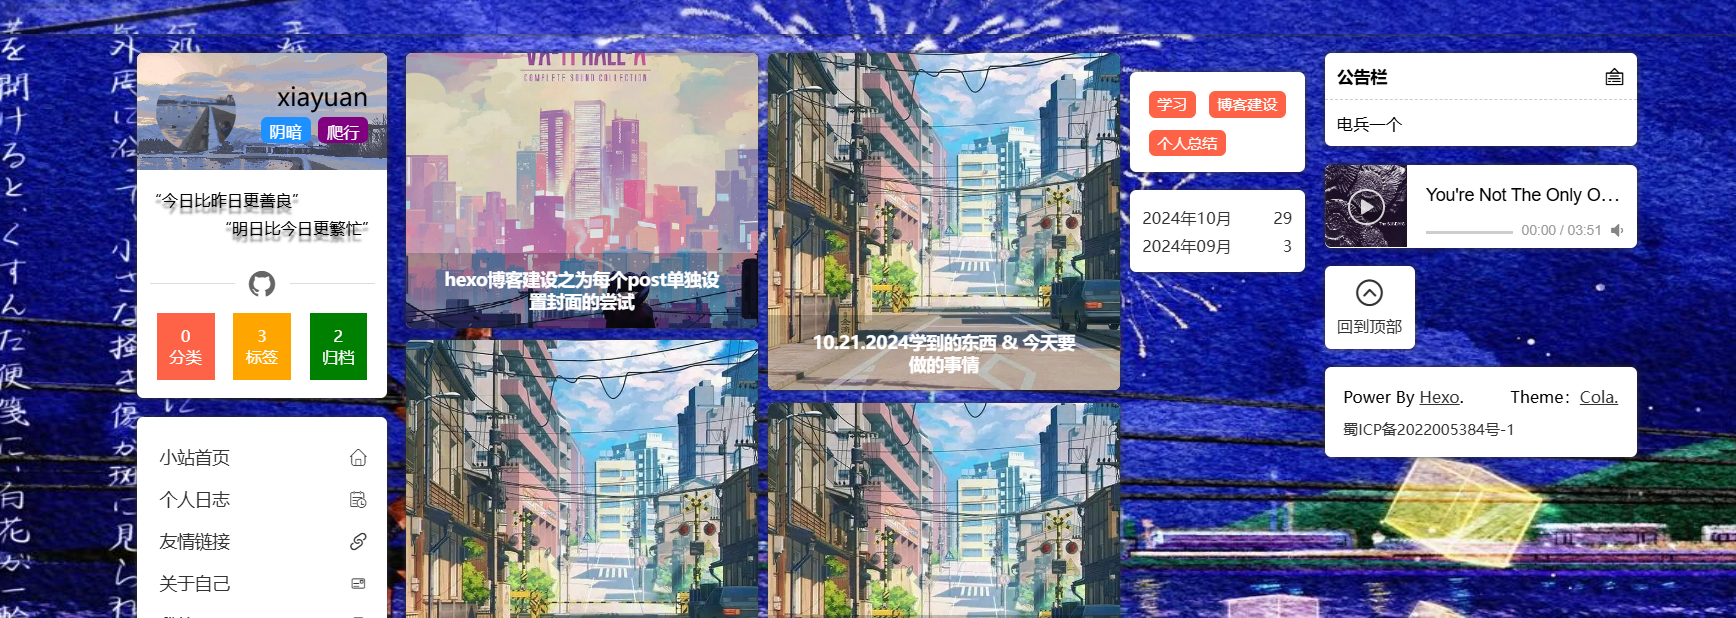 xiayuan
阴暗 爬行
“今日比昨日更善良”
“明日比今日更繁忙”
0
分类
3
标签
2
归档
小站首页
个人日志
友情链接
关于自己
COMPLETE SOUND COLLECTION
hexo博客建设之为每个post单独设
置封面的尝试
10.21.2024学到的东西 & 今天要
做的事情
学习 博客建设
个人总结
2024年10月 29
2024年09月 3
公告栏
电兵一个
You're Not The Only O…
00:00 / 03:51
回到顶部
Power By Hexo. Theme：Cola.
蜀ICP备2022005384号-1